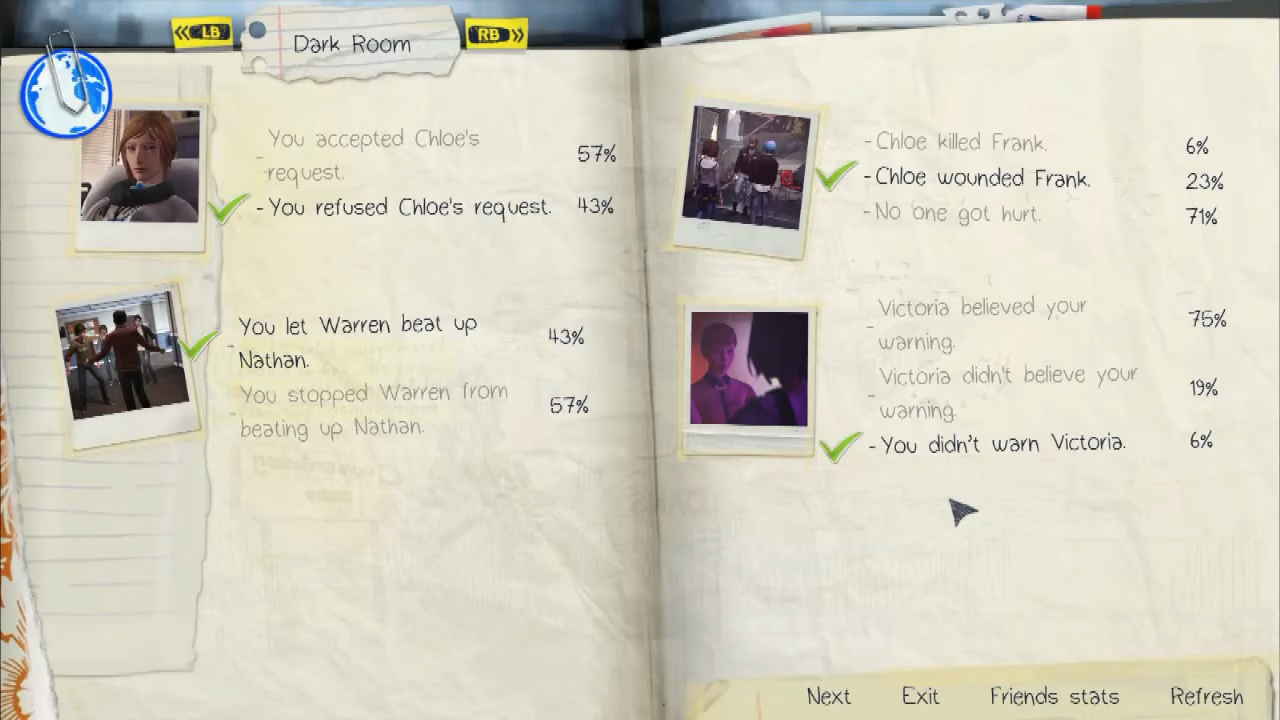 LB
Dark Room
RB
- You accepted Chloe's
request.
57%
- You refused Chloe's request.
43%
- You let Warren beat up
Nathan.
43%
- You stopped Warren from
beating up Nathan.
57%
- Chloe killed Frank.
6%
- Chloe wounded Frank.
23%
- No one got hurt.
71%
- Victoria believed your
warning.
75%
- Victoria didn't believe your
warning.
19%
- You didn't warn Victoria.
6%
Next
Exit
Friends stats
Refresh